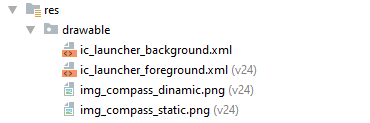 res
drawable
ic_launcher_background.xml
ic_launcher_foreground.xml (v24)
img_compass_dinamic.png (v24)
img_compass_static.png (v24)